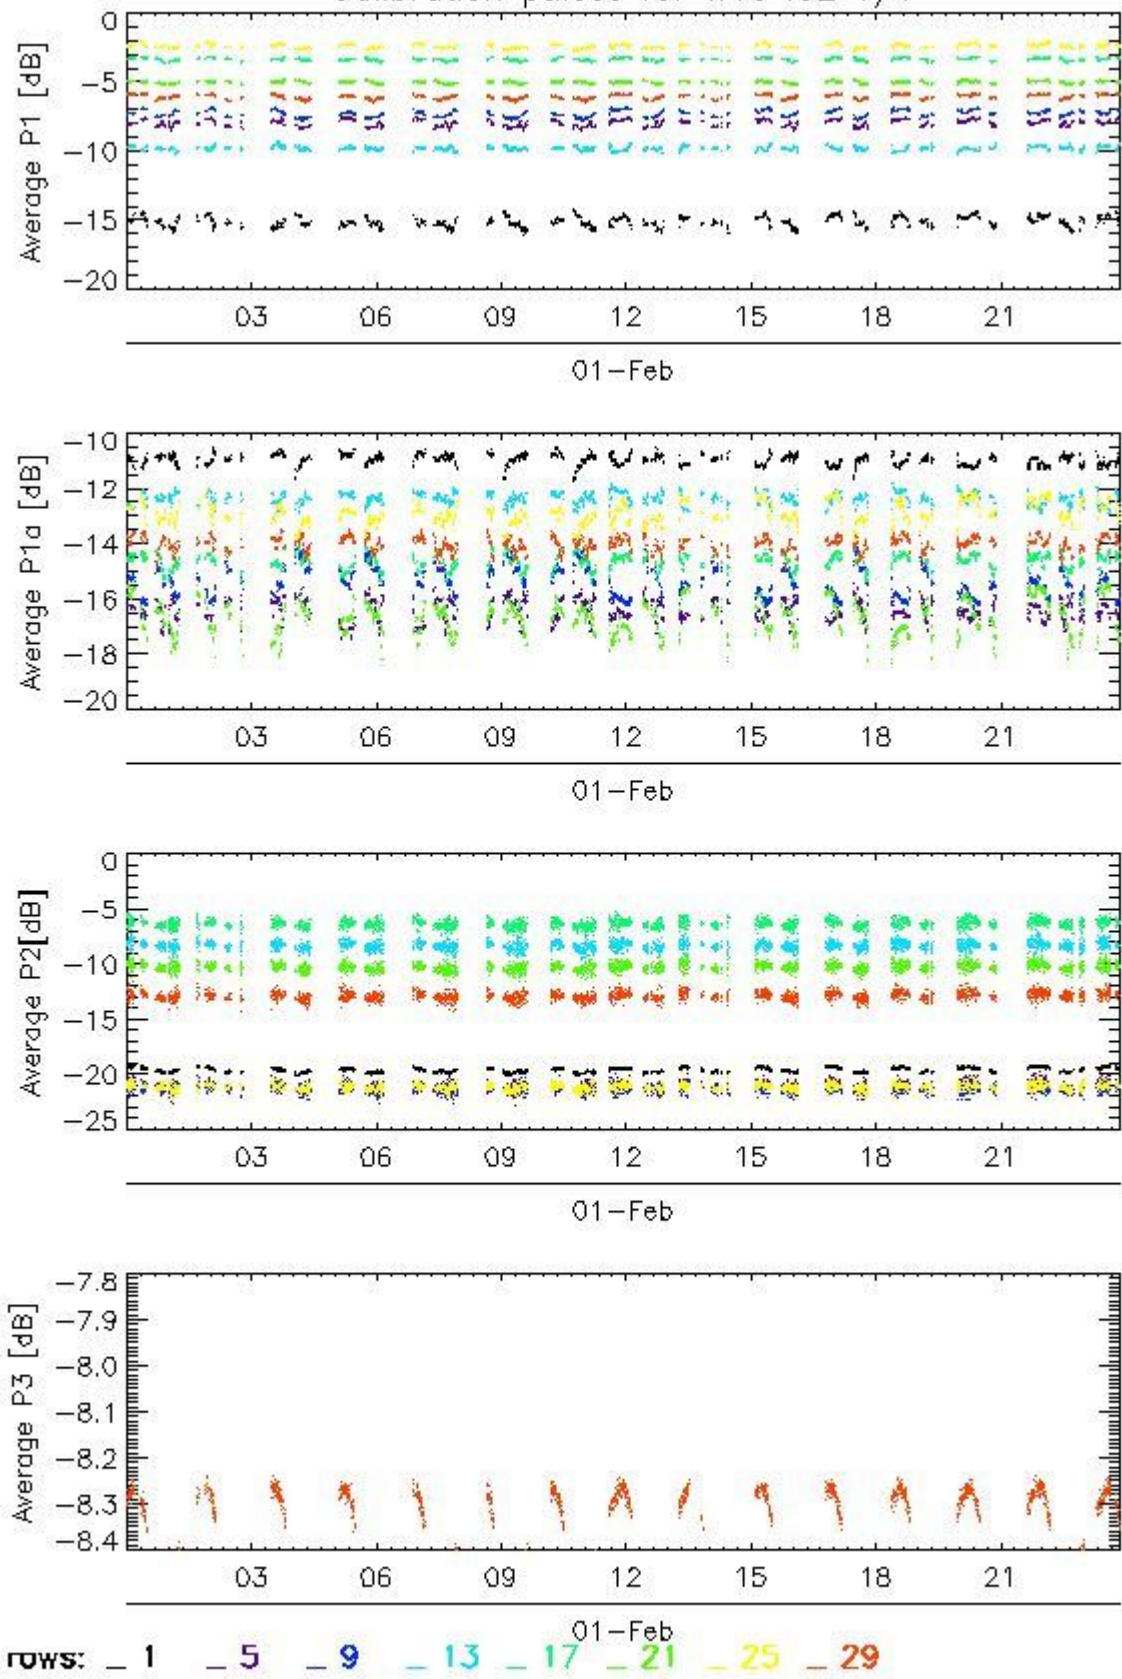 Average P1 [dB]
0
−5
−10
−15
−20
03 06 09 12 15 18 21
01−Feb
Average P1a [dB]
−10
−12
−14
−16
−18
−20
03 06 09 12 15 18 21
01−Feb
Average P2[dB]
0
−5
−10
−15
−20
−25
03 06 09 12 15 18 21
01−Feb
Average P3 [dB]
−7.8
−7.9
−8.0
−8.1
−8.2
−8.3
−8.4
03 06 09 12 15 18 21
01−Feb
rows: _ 1 _ 5 _ 9 _ 13 _ 17 _ 21 _ 25 _ 29